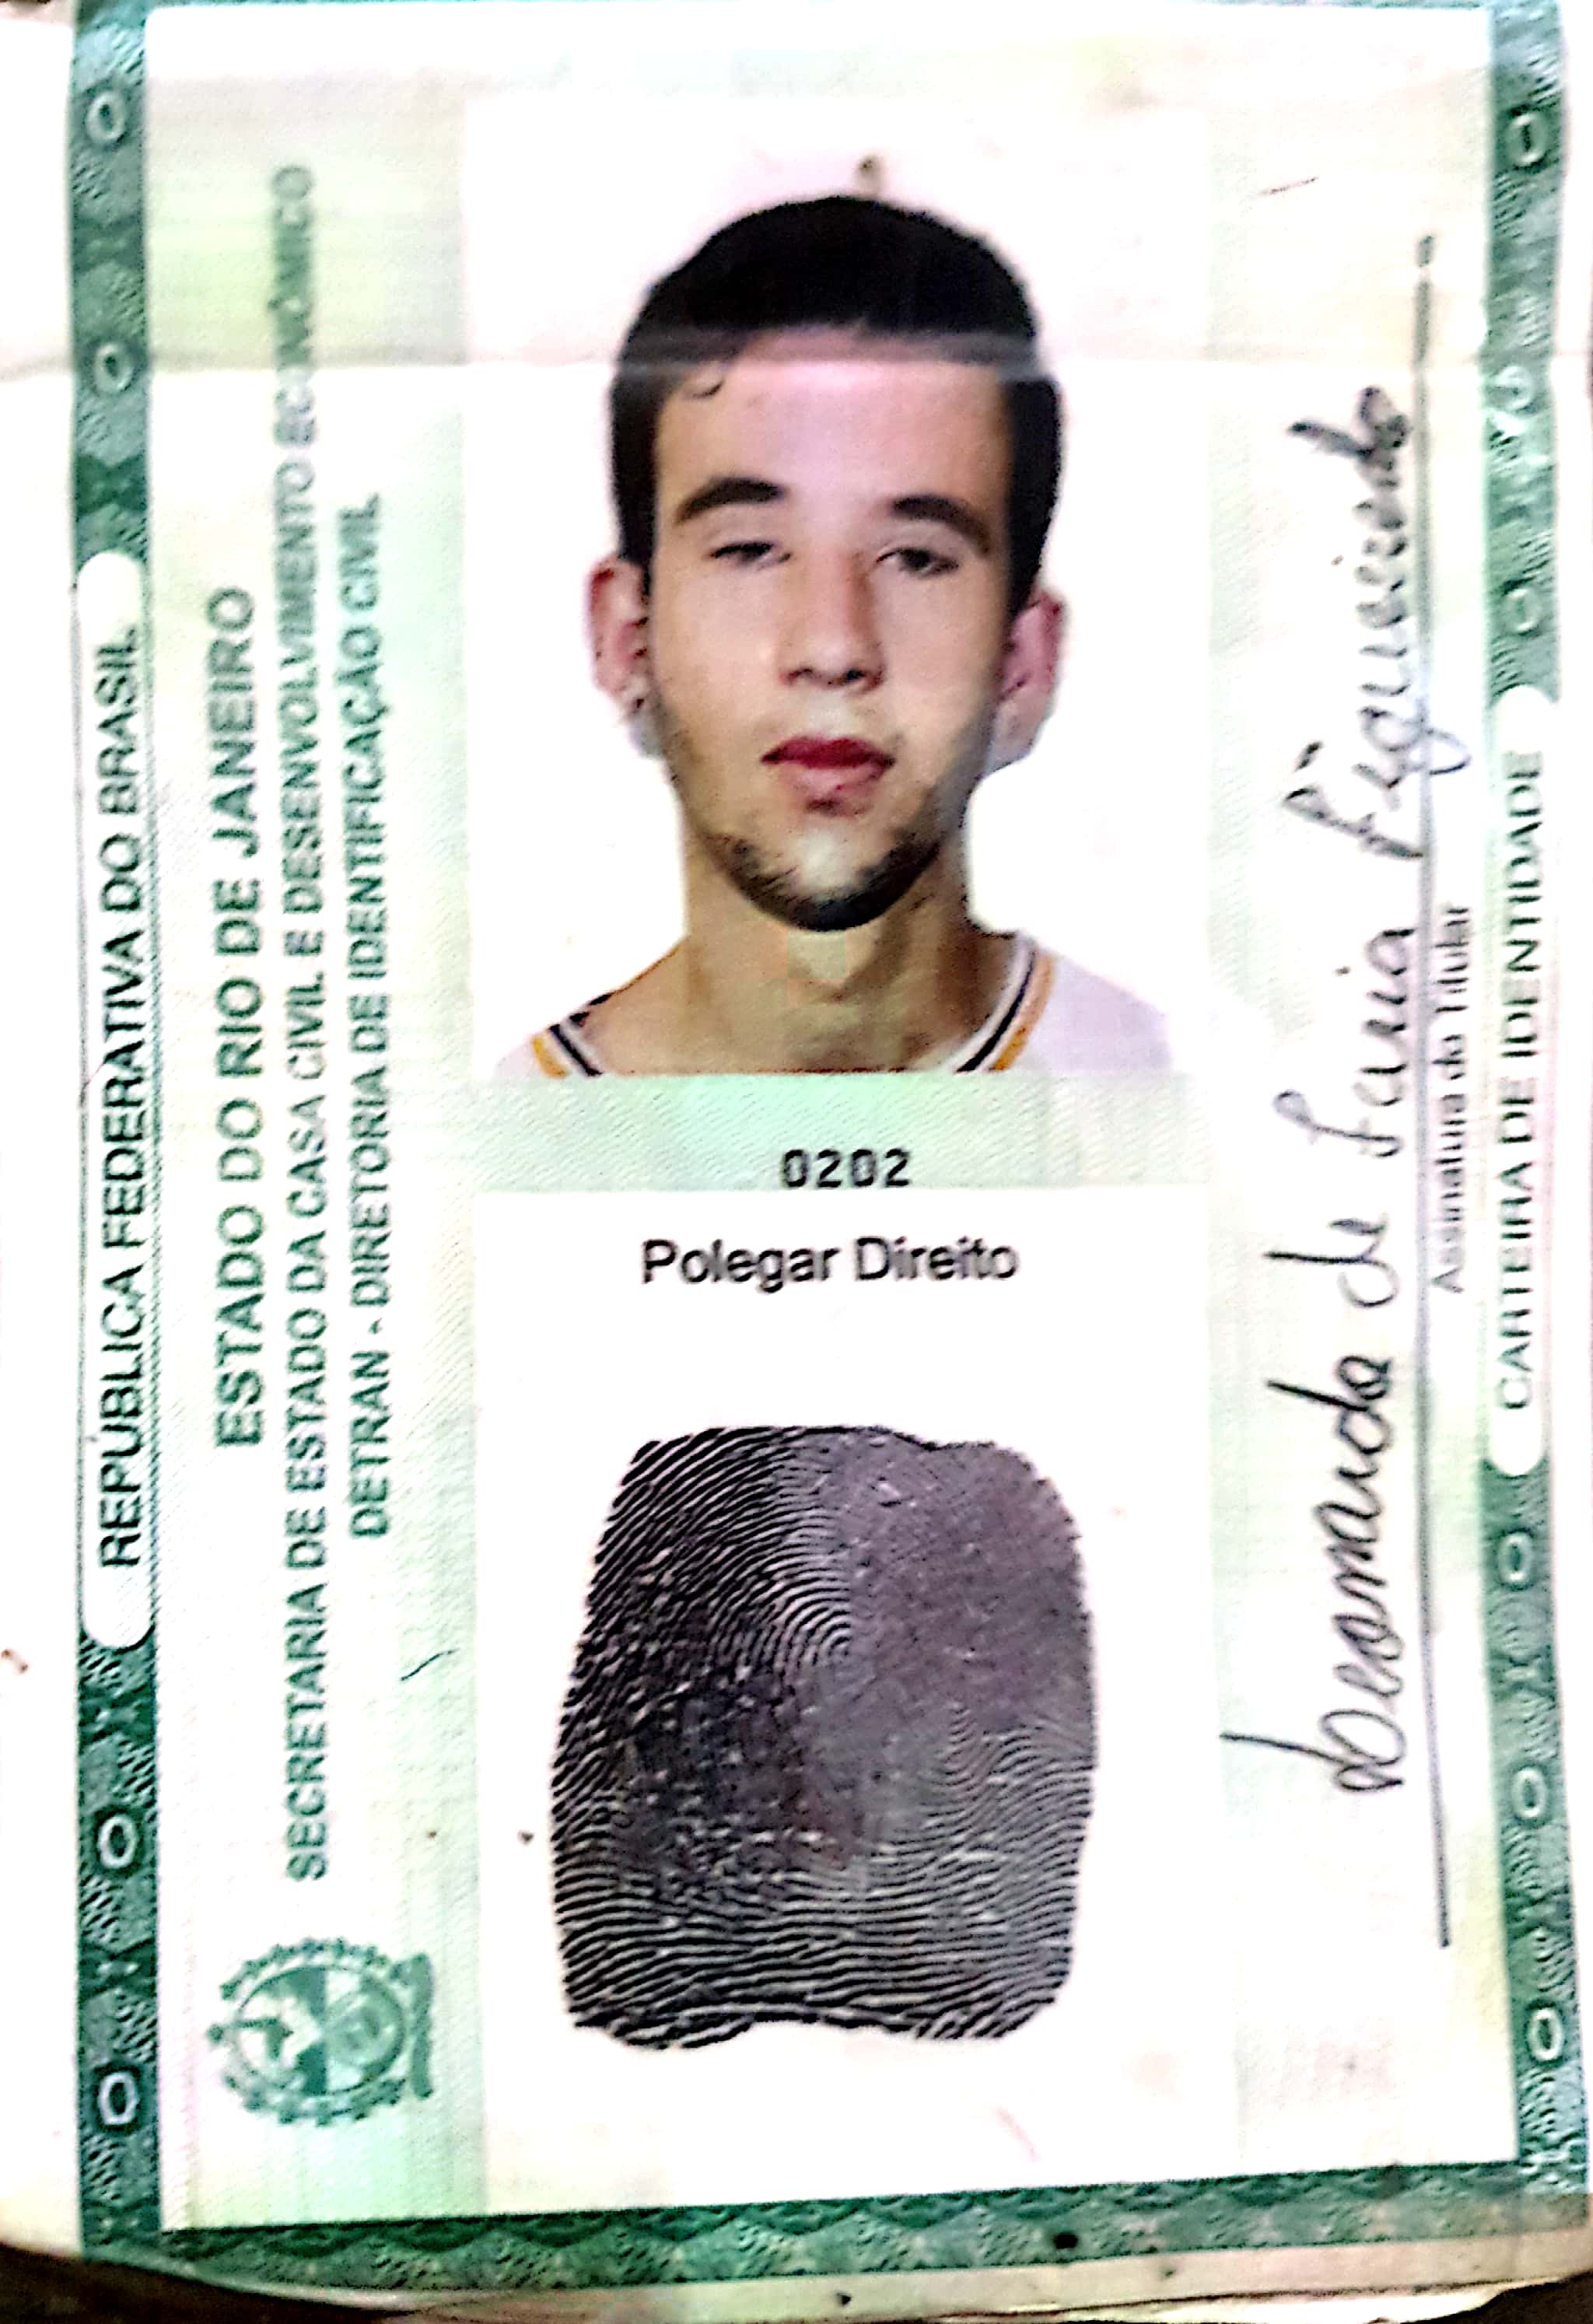 REPÚBLICA FEDERATIVA DO BRASIL
ESTADO DO RIO DE JANEIRO
SECRETARIA DE ESTADO DA CASA CIVIL E DESENVOLVIMENTO ECONÔMICO
DETRAN - DIRETORIA DE IDENTIFICAÇÃO CIVIL
0202
Polegar Direito
de Faria Figueiredo
Assinatura do Titular
CARTEIRA DE IDENTIDADE